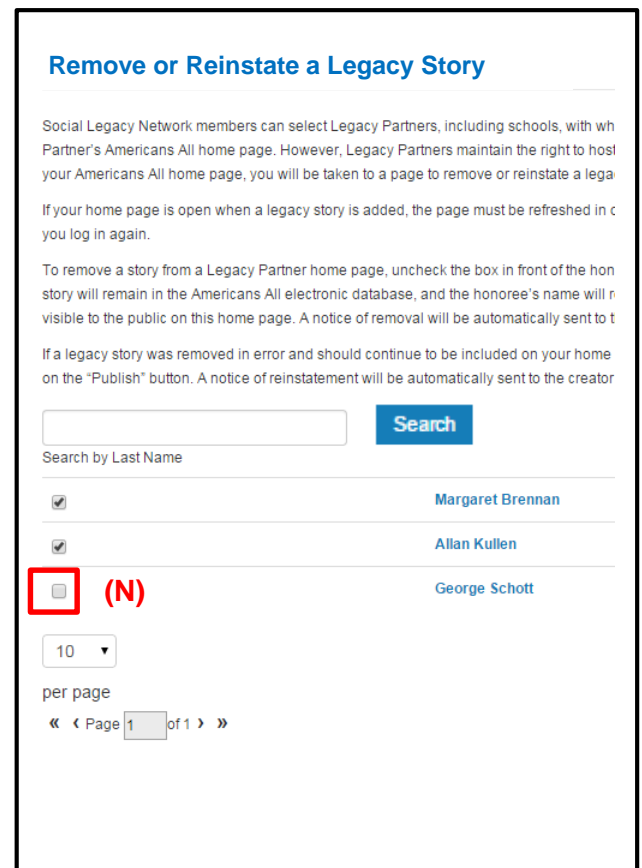 Remove or Reinstate a Legacy Story
Social Legacy Network members can select Legacy Partners, including schools, with wh
Partner's Americans All home page. However, Legacy Partners maintain the right to host
your Americans All home page, you will be taken to a page to remove or reinstate a lega
If your home page is open when a legacy story is added, the page must be refreshed in
you log in again.
To remove a story from a Legacy Partner home page, uncheck the box in front of the hon
story will remain in the Americans All electronic database, and the honoree's name will
visible to the public on this home page. A notice of removal will be automatically sent to
If a legacy story was removed in error and should continue to be included on your home
on the “Publish” button. A notice of reinstatement will be automatically sent to the creator
Search
Search by Last Name
Margaret Brennan
Allan Kullen
(N)
George Schott
10
per page
« ‹ Page 1 of 1 › »